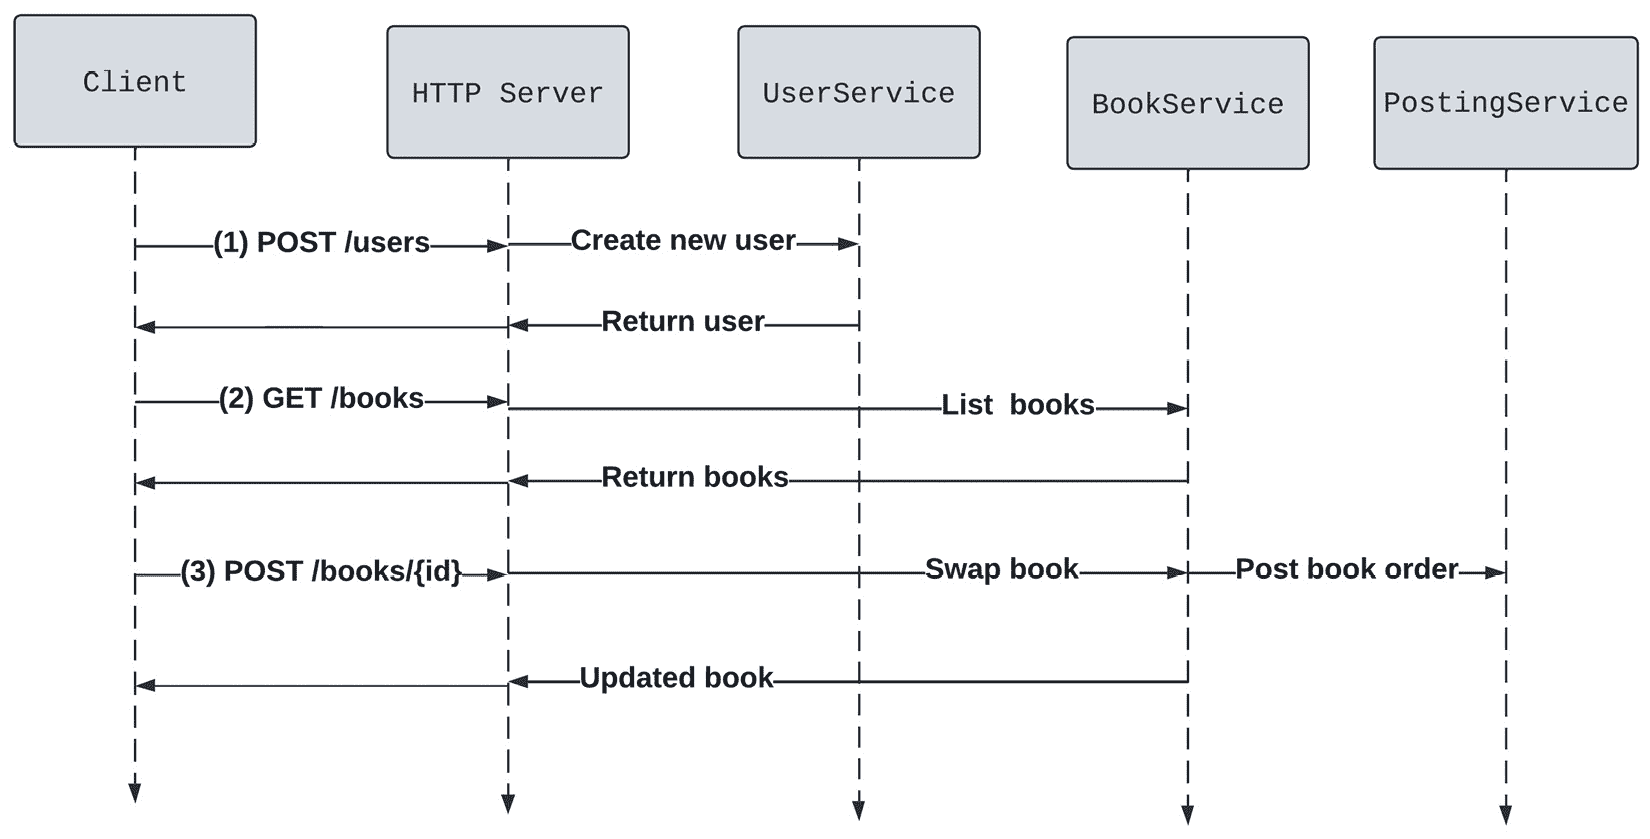 Client
HTTP Server
UserService
BookService
PostingService
(1) POST /users
Create new user
Return user
(2) GET /books
List  books
Return books
(3) POST /books/{id}
Swap book
Post book order
Updated book